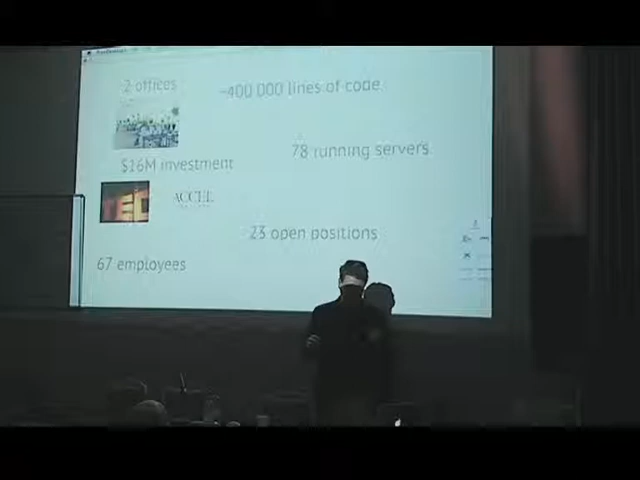 2 offices
~400 000 lines of code
$16M investment
78 running servers
ACCEL
23 open positions
67 employees